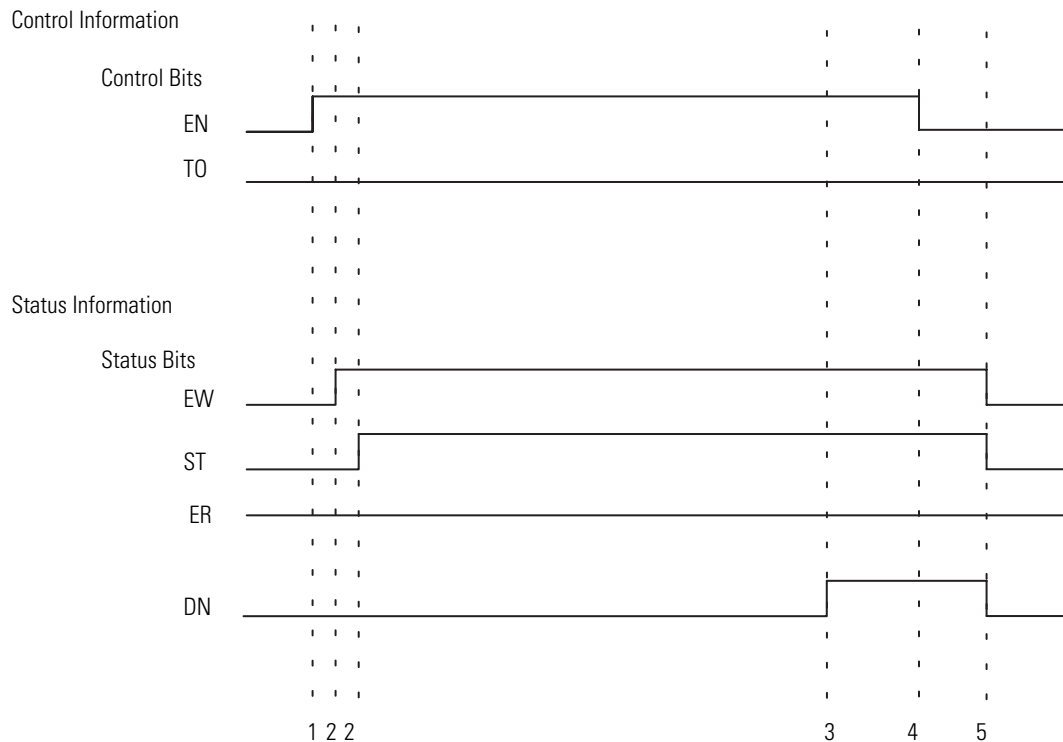 Control Information
Control Bits
EN
TO
Status Information
Status Bits
EW
ST
ER
DN
1 2 2 3 4 5